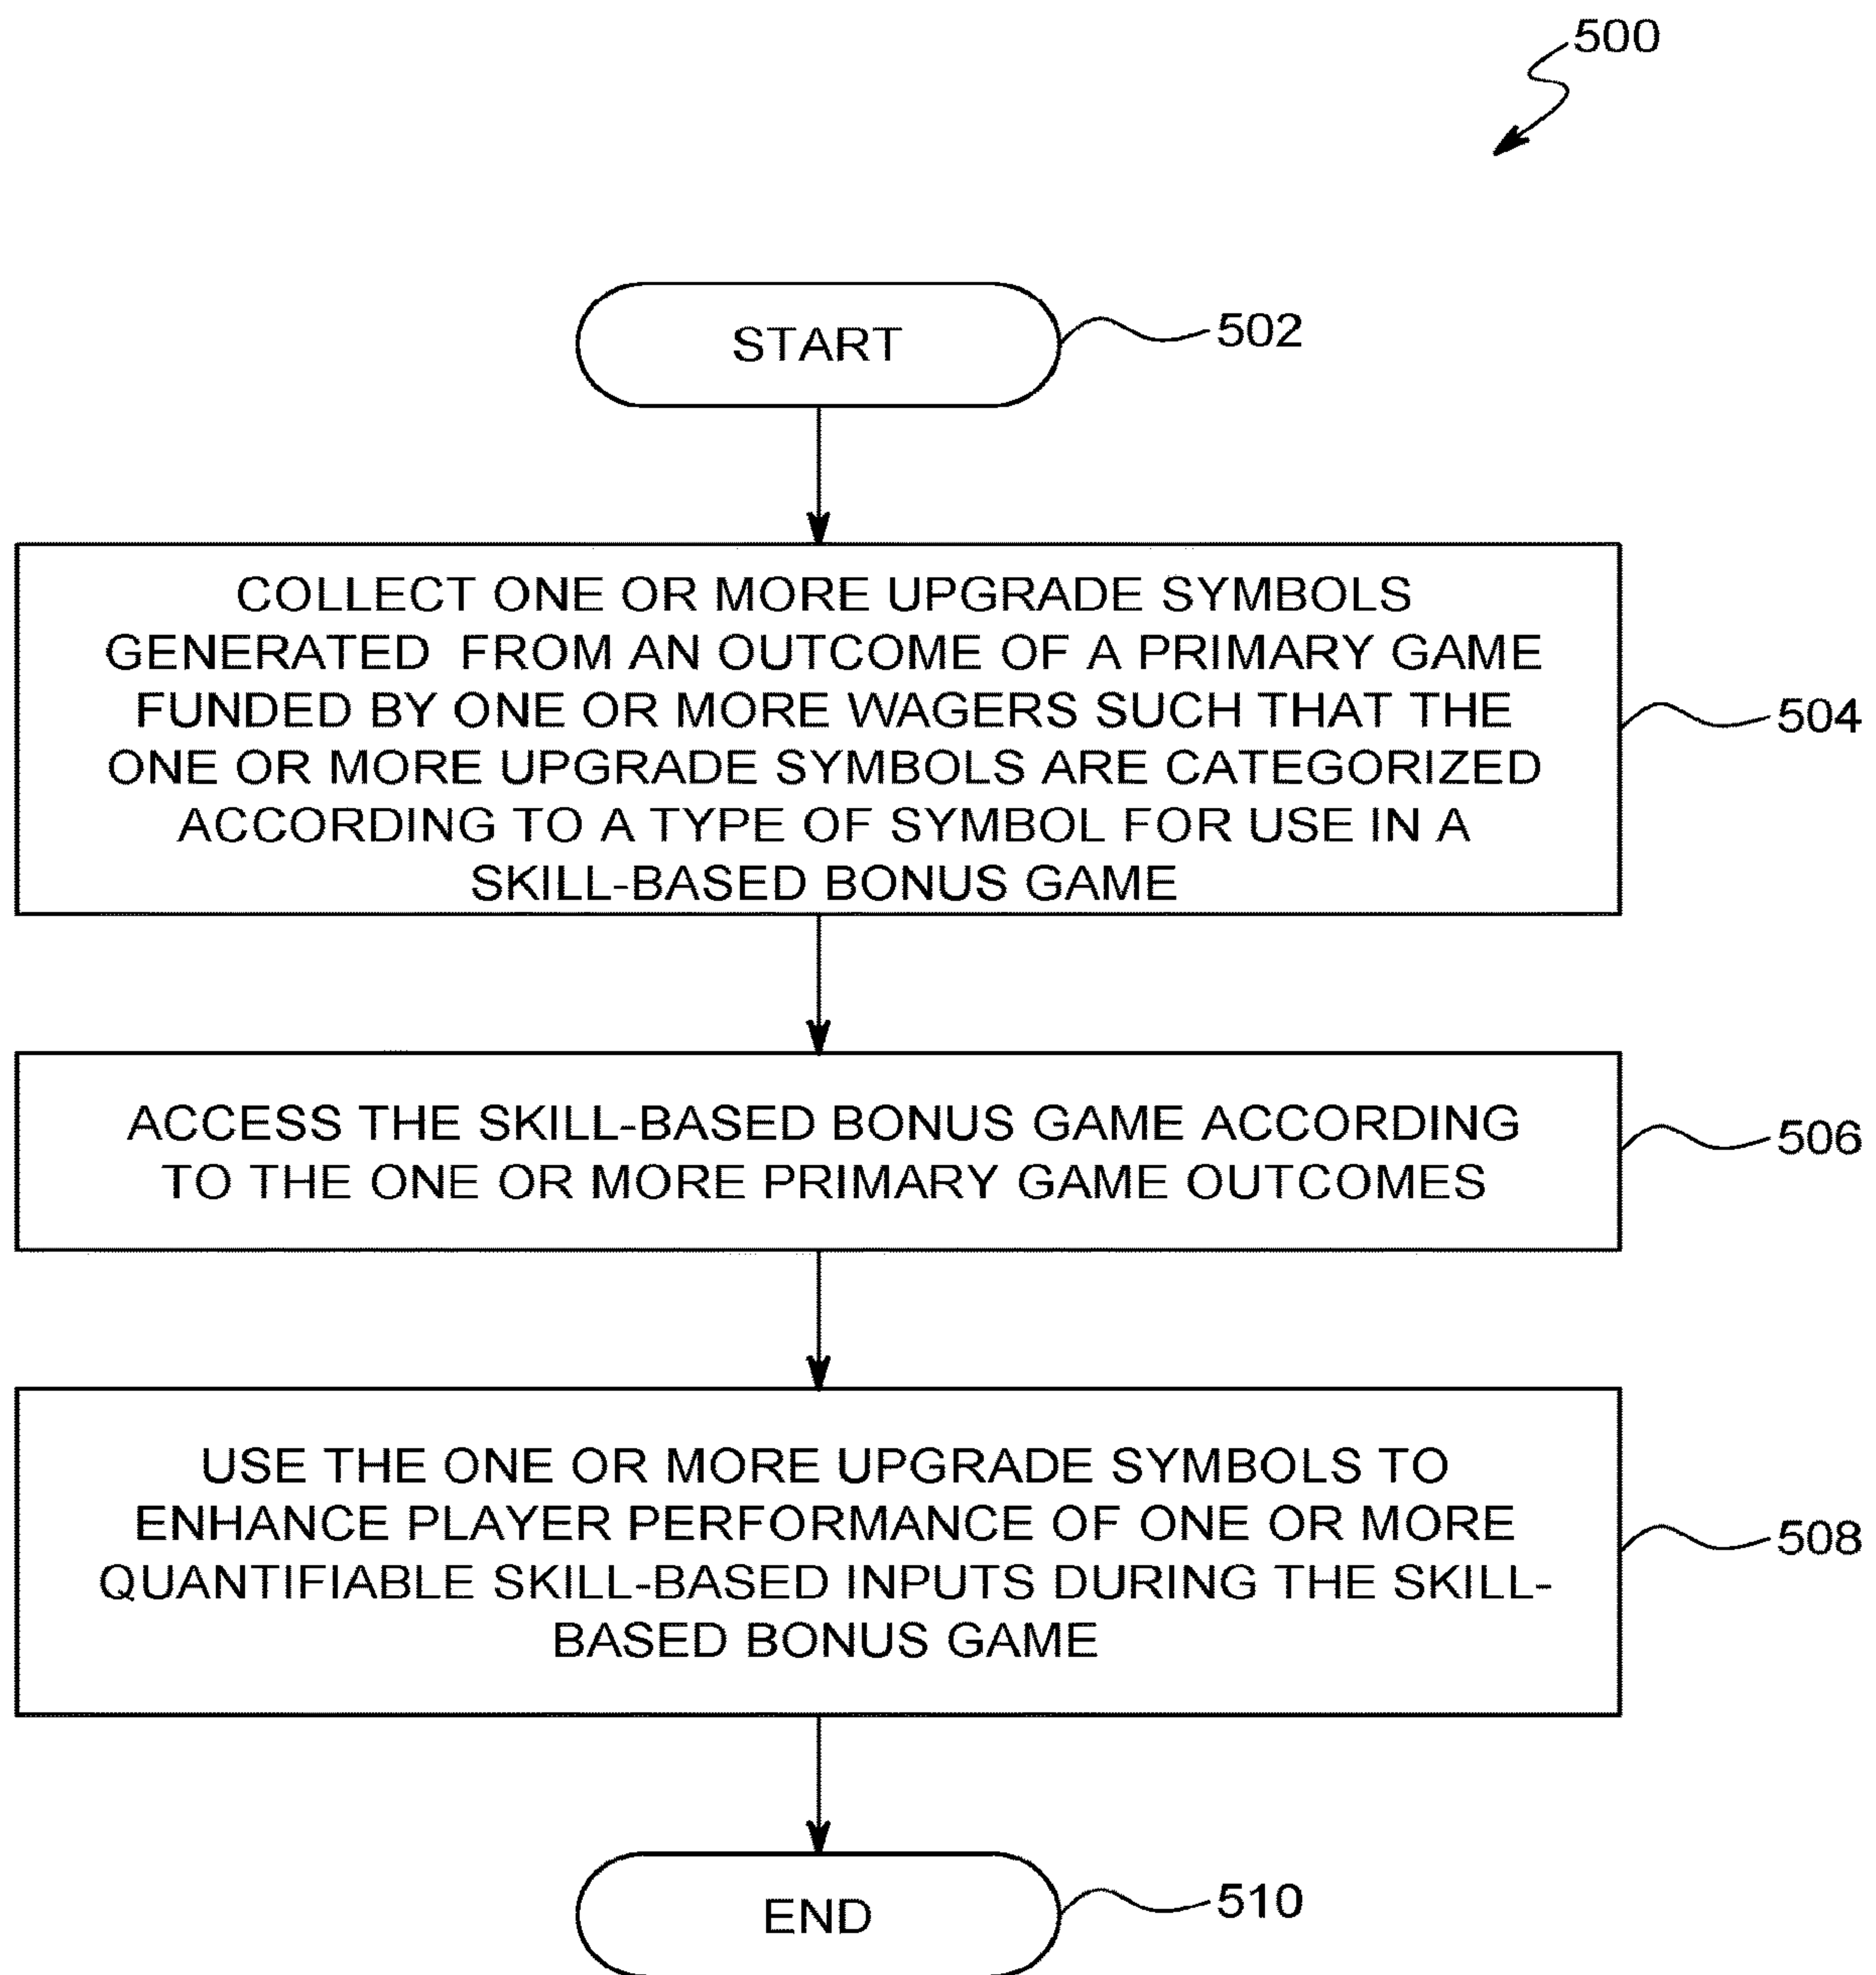 500
START
502
COLLECT ONE OR MORE UPGRADE SYMBOLS
GENERATED FROM AN OUTCOME OF A PRIMARY GAME
FUNDED BY ONE OR MORE WAGERS SUCH THAT THE
ONE OR MORE UPGRADE SYMBOLS ARE CATEGORIZED
ACCORDING TO A TYPE OF SYMBOL FOR USE IN A
SKILL-BASED BONUS GAME
504
ACCESS THE SKILL-BASED BONUS GAME ACCORDING
TO THE ONE OR MORE PRIMARY GAME OUTCOMES
506
USE THE ONE OR MORE UPGRADE SYMBOLS TO
ENHANCE PLAYER PERFORMANCE OF ONE OR MORE
QUANTIFIABLE SKILL-BASED INPUTS DURING THE SKILL-
BASED BONUS GAME
508
END
510